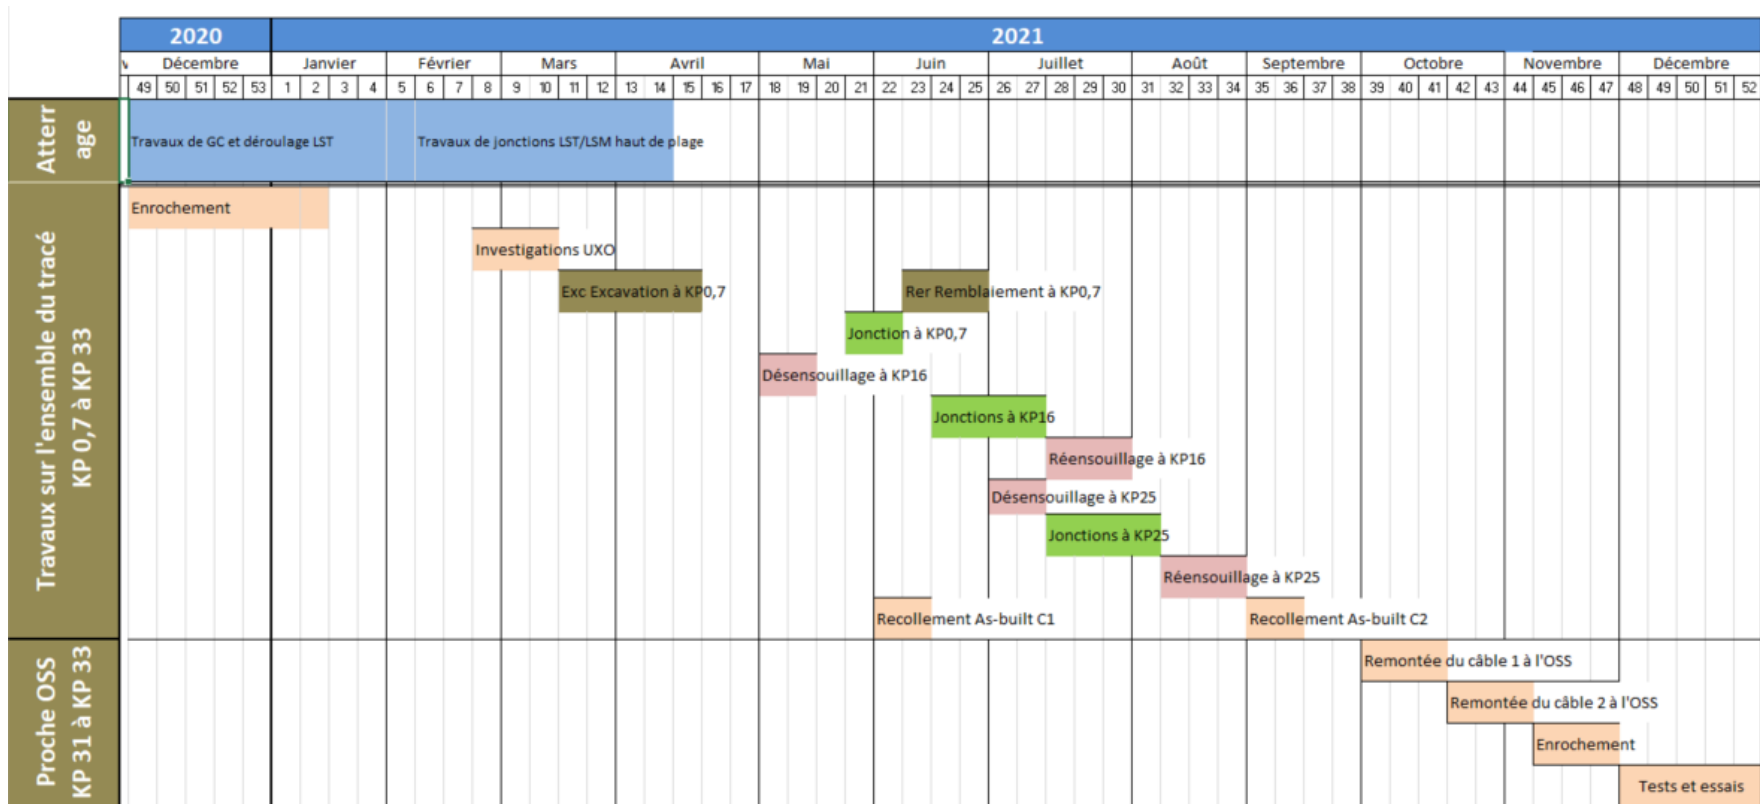 2020 2021
Décembre Janvier Février Mars Avril Mai Juin Juillet Août Septembre Octobre Novembre Décembre
49 50 51 52 53 1 2 3 4 5 6 7 8 9 10 11 12 13 14 15 16 17 18 19 20 21 22 23 24 25 26 27 28 29 30 31 32 33 34 35 36 37 38 39 40 41 42 43 44 45 46 47 48 49 50 51 52
Atterr
age
Travaux de GC et déroulage LST Travaux de jonctions LST/LSM haut de plage
Travaux sur l'ensemble du tracé
KP 0,7 à KP 33
Enrochement
Investigations UXO
Exc Excavation à KP0,7 Rer Remblaiement à KP0,7
Jonction à KP0,7
Désensouillage à KP16
Jonctions à KP16
Réensouillage à KP16
Désensouillage à KP25
Jonctions à KP25
Réensouillage à KP25
Recollement As-built C1 Recollement As-built C2
Proche OSS
KP 31 à KP 33
Remontée du câble 1 à l'OSS
Remontée du câble 2 à l'OSS
Enrochement
Tests et essais